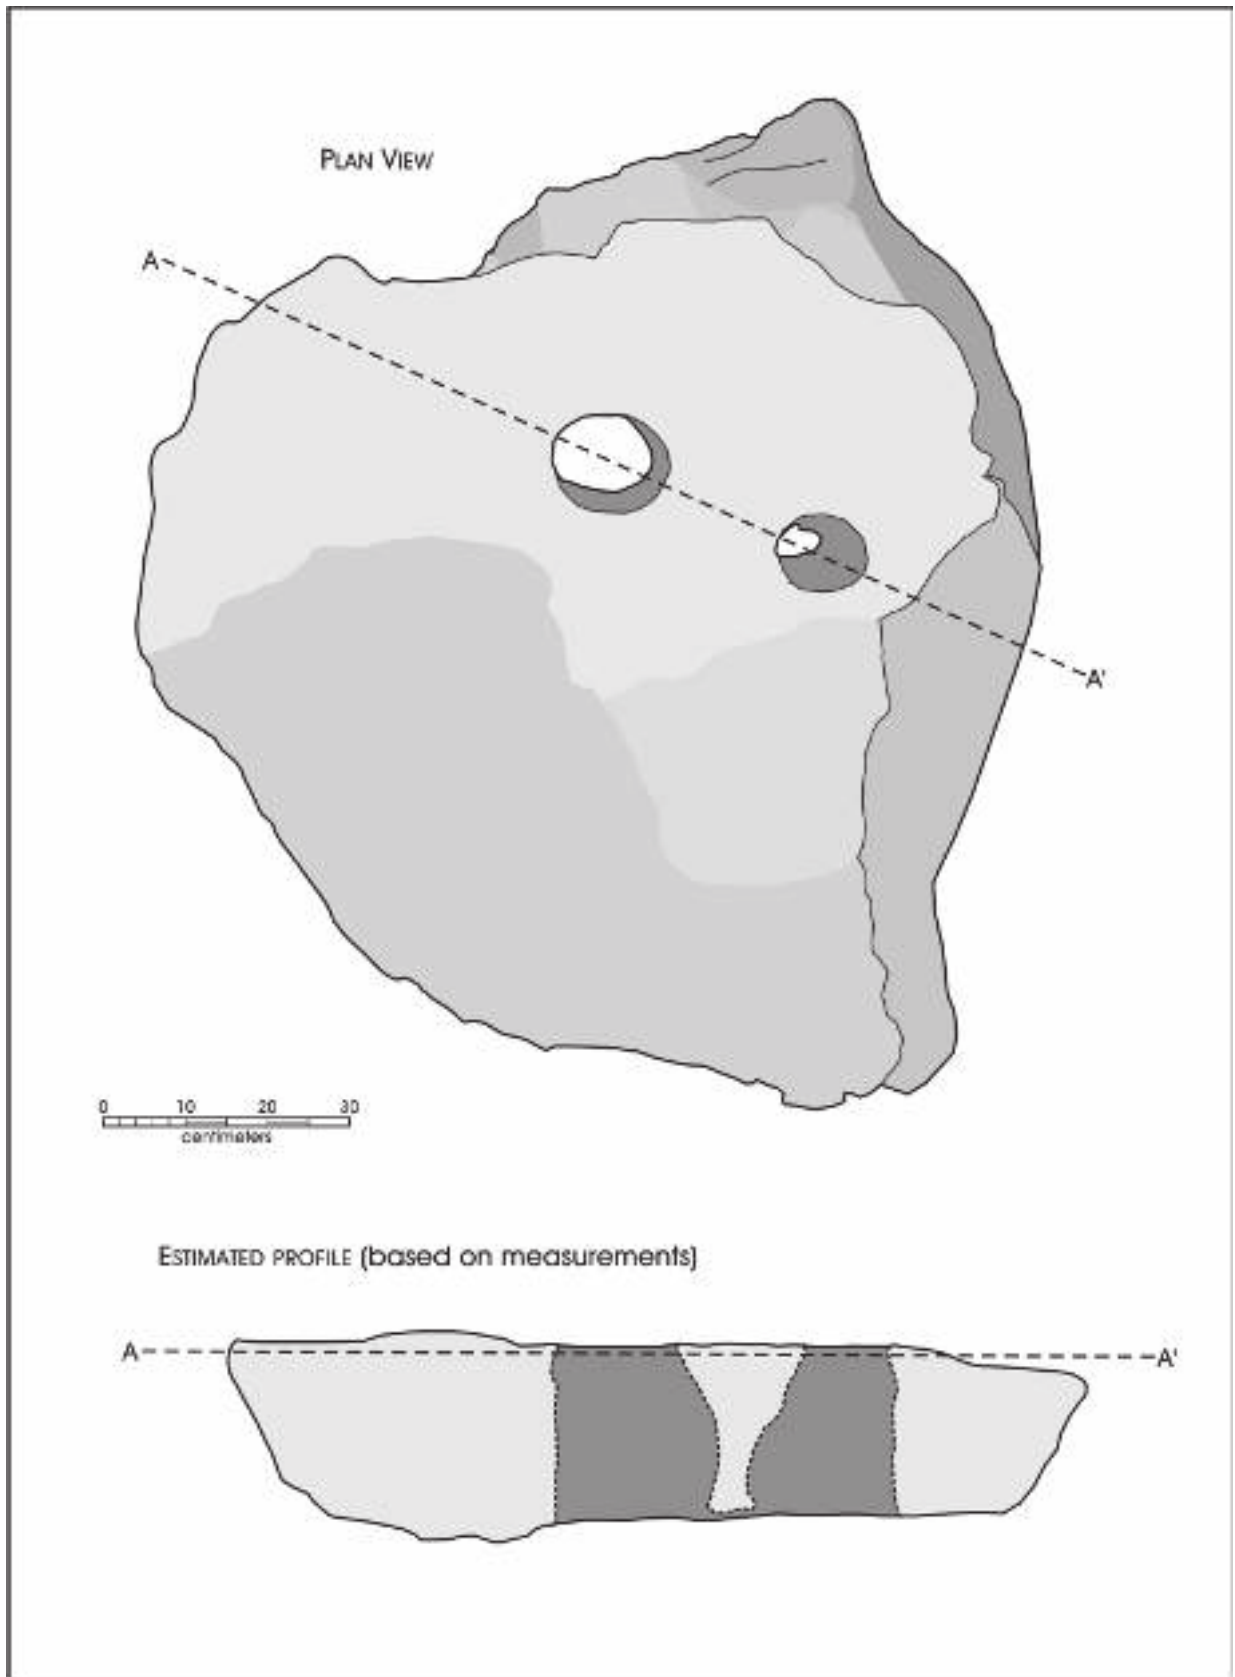 PLAN VIEW
A
A'
0 10 20 30
centimeters
ESTIMATED PROFILE (based on measurements)
A
A'